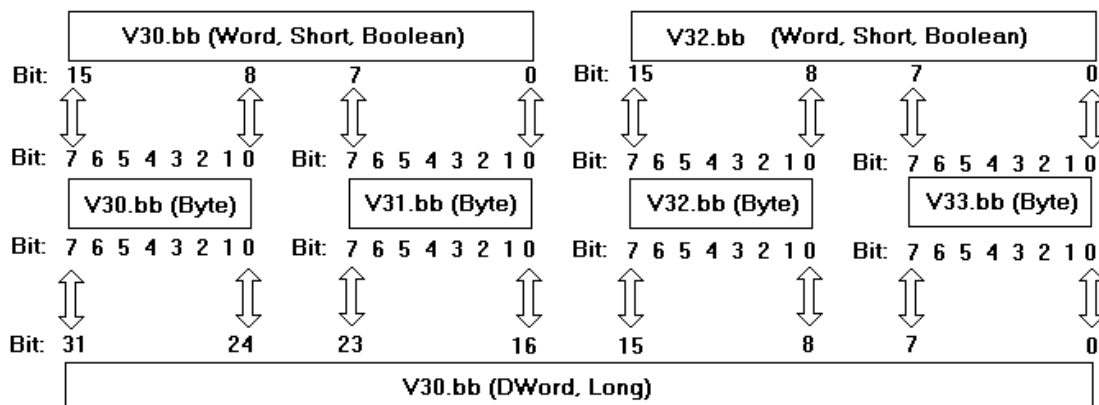 V30.bb (Word, Short, Boolean) V32.bb (Word, Short, Boolean)
Bit: 15 8 7 0 Bit: 15 8 7 0
Bit: 7 6 5 4 3 2 1 0 Bit: 7 6 5 4 3 2 1 0 Bit: 7 6 5 4 3 2 1 0 Bit: 7 6 5 4 3 2 1 0
V30.bb (Byte) V31.bb (Byte) V32.bb (Byte) V33.bb (Byte)
Bit: 7 6 5 4 3 2 1 0 Bit: 7 6 5 4 3 2 1 0 Bit: 7 6 5 4 3 2 1 0 Bit: 7 6 5 4 3 2 1 0
Bit: 31 24 23 16 15 8 7 0
V30.bb (DWord, Long)